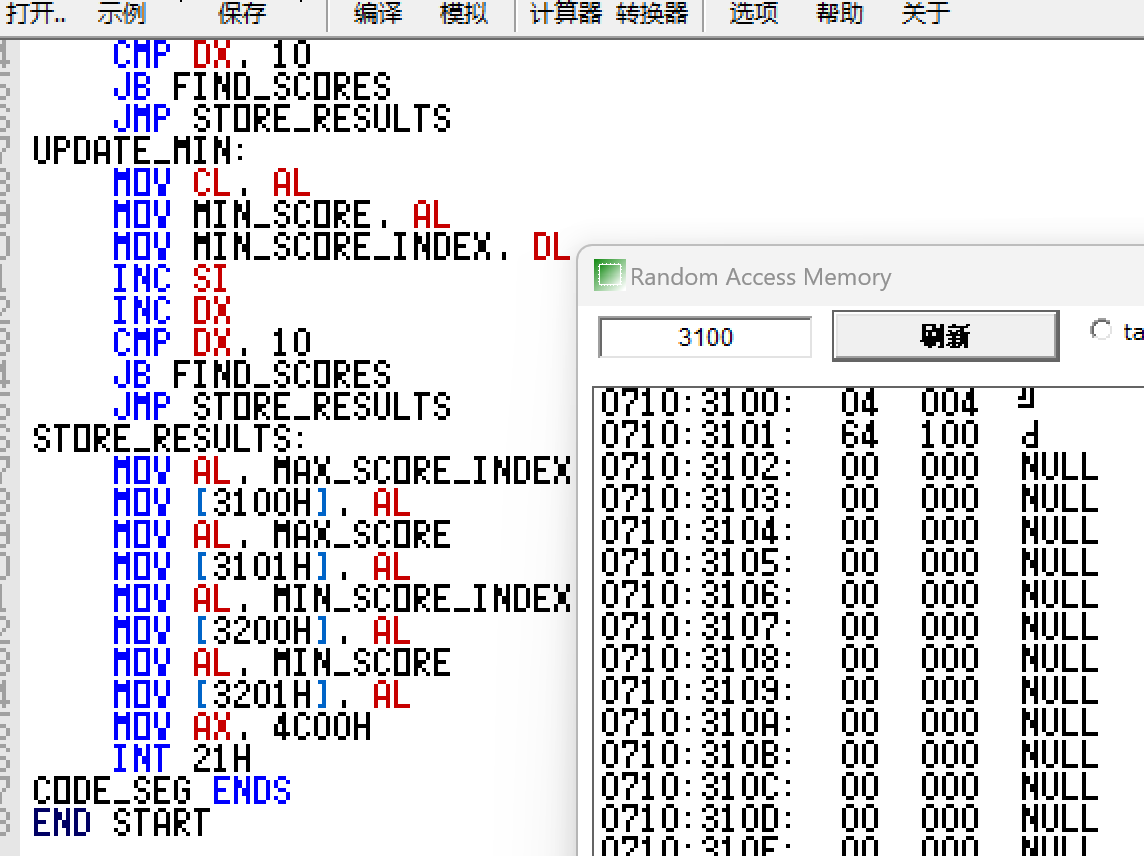 打开.. 示例 保存 编译 模拟 计算器 转换器 选项 帮助 关于
CMP DX, 10
JB FIND_SCORES
JMP STORE_RESULTS
UPDATE_MIN:
MOV CL, AL
MOV MIN_SCORE, AL
MOV MIN_SCORE_INDEX, DL
INC SI
INC DX
CMP DX, 10
JB FIND_SCORES
JMP STORE_RESULTS
STORE_RESULTS:
MOV AL, MAX_SCORE_INDEX
MOV [3100H], AL
MOV AL, MAX_SCORE
MOV [3101H], AL
MOV AL, MIN_SCORE_INDEX
MOV [3200H], AL
MOV AL, MIN_SCORE
MOV [3201H], AL
MOV AX, 4C00H
INT 21H
CODE_SEG ENDS
END START
Random Access Memory
3100 刷新
0710:3100: 04 004 ┘
0710:3101: 64 100 d
0710:3102: 00 000 NULL
0710:3103: 00 000 NULL
0710:3104: 00 000 NULL
0710:3105: 00 000 NULL
0710:3106: 00 000 NULL
0710:3107: 00 000 NULL
0710:3108: 00 000 NULL
0710:3109: 00 000 NULL
0710:310A: 00 000 NULL
0710:310B: 00 000 NULL
0710:310C: 00 000 NULL
0710:310D: 00 000 NULL
0710:310E: 00 000 NULL